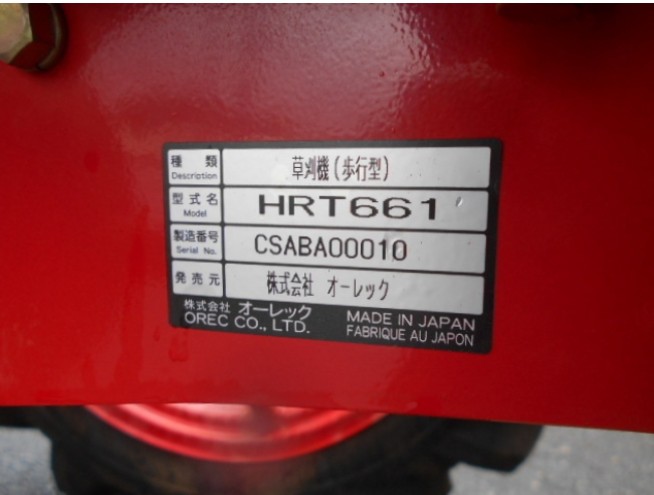 種類 草刈機(歩行型)
Description
型式名 HRT661
Model
製造番号 CSABA00010
Serial No.
発売元 株式会社 オーレック
株式会社 オーレック
OREC CO., LTD.
MADE IN JAPAN
FABRIQUE AU JAPON